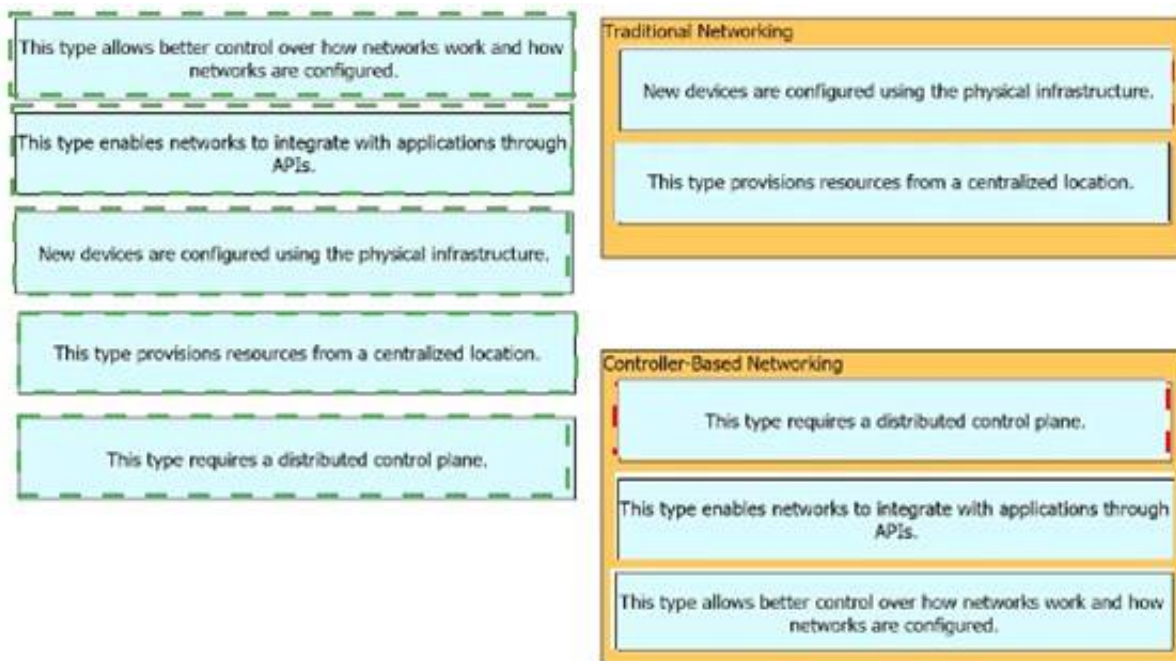 This type allows better control over how networks work and how
networks are configured.
This type enables networks to integrate with applications through
APIs.
New devices are configured using the physical infrastructure.
This type provisions resources from a centralized location.
This type requires a distributed control plane.
Traditional Networking
New devices are configured using the physical infrastructure.
This type provisions resources from a centralized location.
Controller-Based Networking
This type requires a distributed control plane.
This type enables networks to integrate with applications through
APIs.
This type allows better control over how networks work and how
networks are configured.